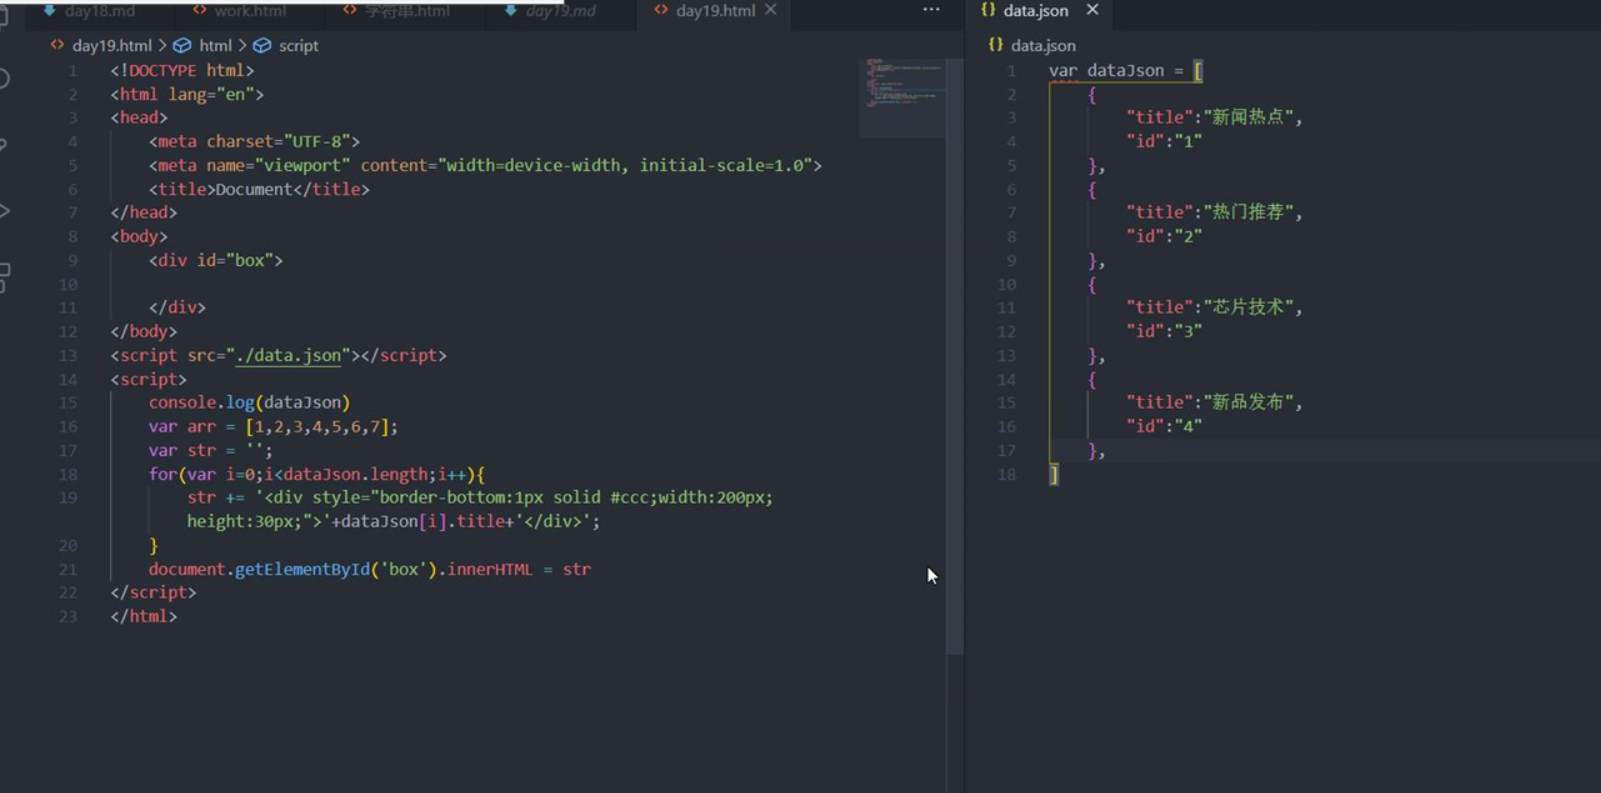 day18.md
work.html
字符串.html
day19.md
day19.html
day19.html > html > script
1 <!DOCTYPE html>
2 <html lang="en">
3 <head>
4 <meta charset="UTF-8">
5 <meta name="viewport" content="width=device-width, initial-scale=1.0">
6 <title>Document</title>
7 </head>
8 <body>
9 <div id="box">
10
11 </div>
12 </body>
13 <script src="./data.json"></script>
14 <script>
15 console.log(dataJson)
16 var arr = [1,2,3,4,5,6,7];
17 var str = '';
18 for(var i=0;i<dataJson.length;i++){
19 str += '<div style="border-bottom:1px solid #ccc;width:200px;
height:30px;">'+dataJson[i].title+'</div>';
20 }
21 document.getElementById('box').innerHTML = str
22 </script>
23 </html>
{} data.json
{} data.json
1 var dataJson = [
2 {
3 "title":"新闻热点",
4 "id":"1"
5 },
6 {
7 "title":"热门推荐",
8 "id":"2"
9 },
10 {
11 "title":"芯片技术",
12 "id":"3"
13 },
14 {
15 "title":"新品发布",
16 "id":"4"
17 },
18 ]